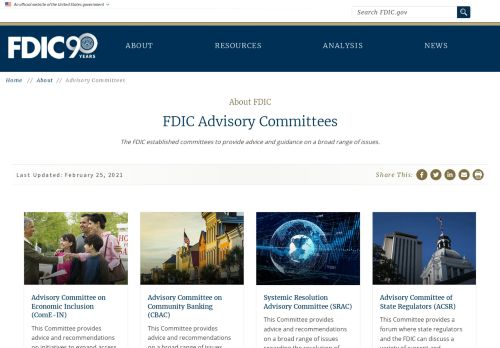 An official website of the United States government
Search FDIC.gov
FDIC 90 YEARS
ABOUT RESOURCES ANALYSIS NEWS
Home // About // Advisory Committees
About FDIC
FDIC Advisory Committees
The FDIC established committees to provide advice and guidance on a broad range of issues.
Last Updated: February 25, 2021
Share This:
Advisory Committee on Economic Inclusion (ComE-IN)
This Committee provides advice and recommendations on initiatives to expand access
Advisory Committee on Community Banking (CBAC)
This Committee provides advice and recommendations on a broad range of issues
Systemic Resolution Advisory Committee (SRAC)
This Committee provides advice and recommendations on a broad range of issues regarding the resolution of
Advisory Committee of State Regulators (ACSR)
This Committee provides a forum where state regulators and the FDIC can discuss a variety of current and